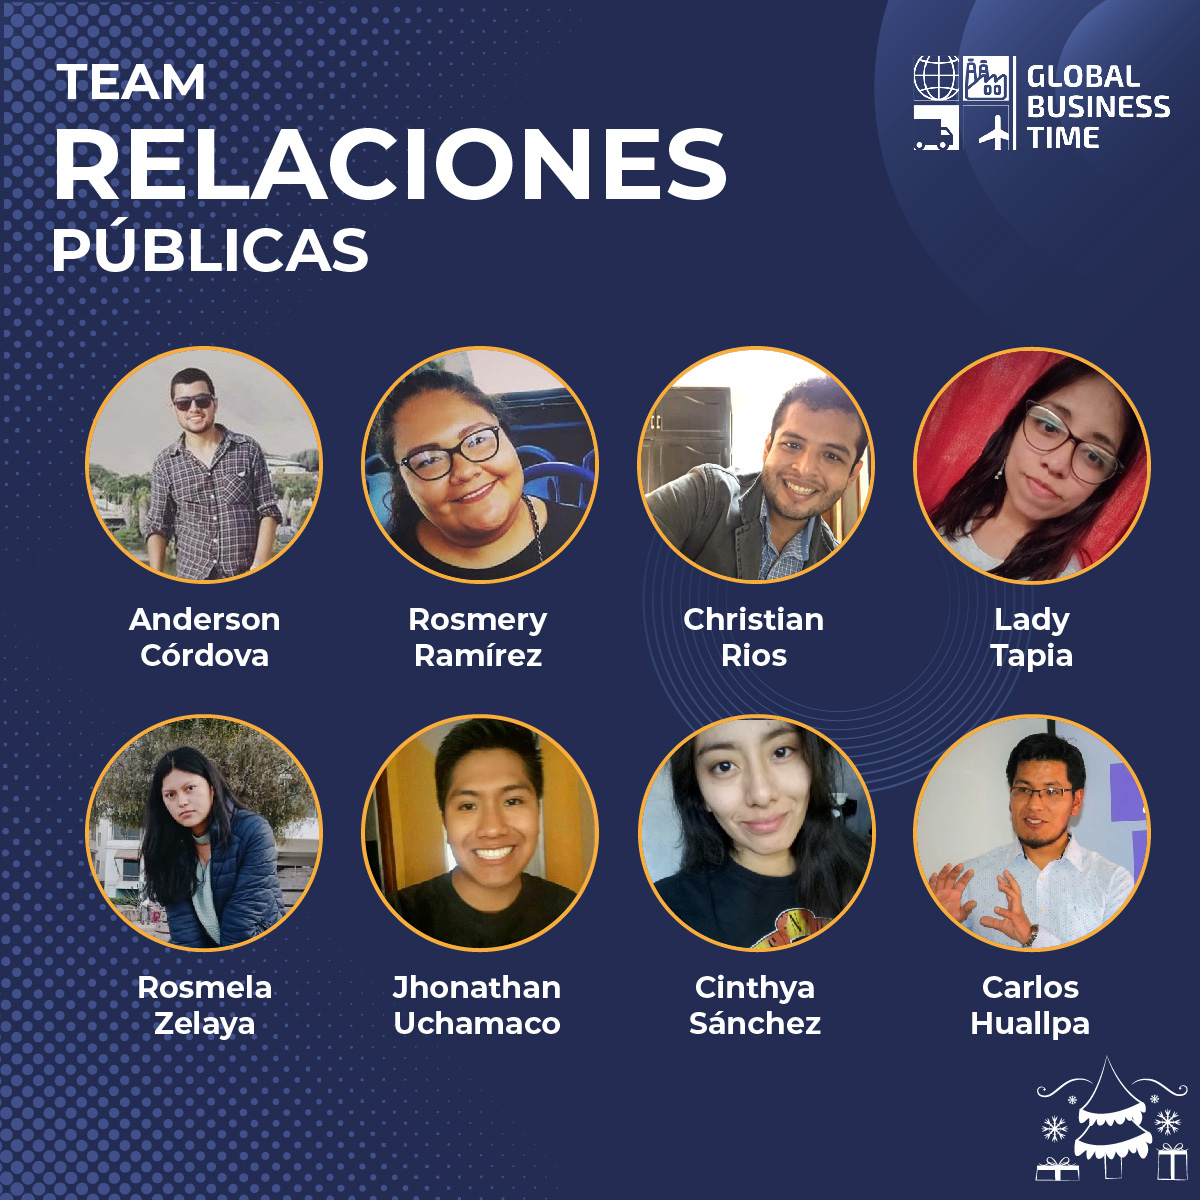 TEAM
RELACIONES
PÚBLICAS
GLOBAL
BUSINESS
TIME
Anderson
Córdova
Rosmery
Ramírez
Christian
Rios
Lady
Tapia
Rosmela
Zelaya
Jhonathan
Uchamaco
Cinthya
Sánchez
Carlos
Huallpa